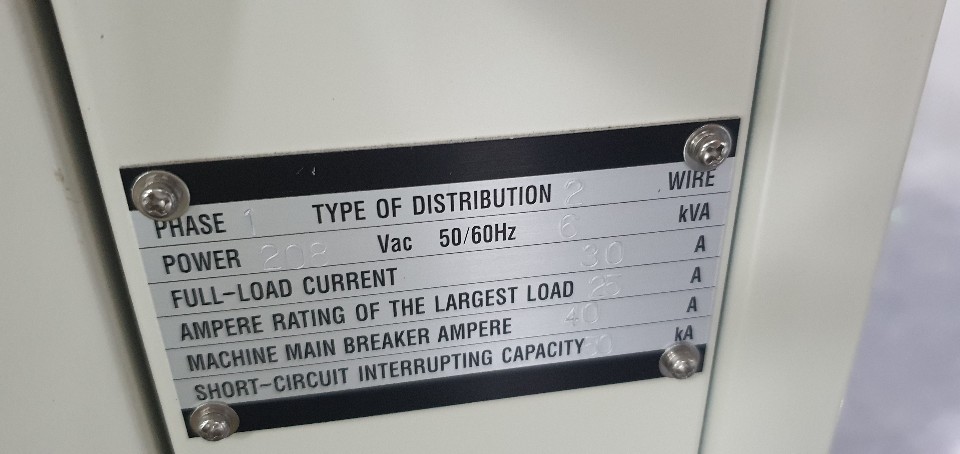 PHASE 1 TYPE OF DISTRIBUTION 2 WIRE
POWER 208 Vac 50/60Hz 6 kVA
FULL-LOAD CURRENT 30 A
AMPERE RATING OF THE LARGEST LOAD 25 A
MACHINE MAIN BREAKER AMPERE 40 A
SHORT-CIRCUIT INTERRUPTING CAPACITY kA